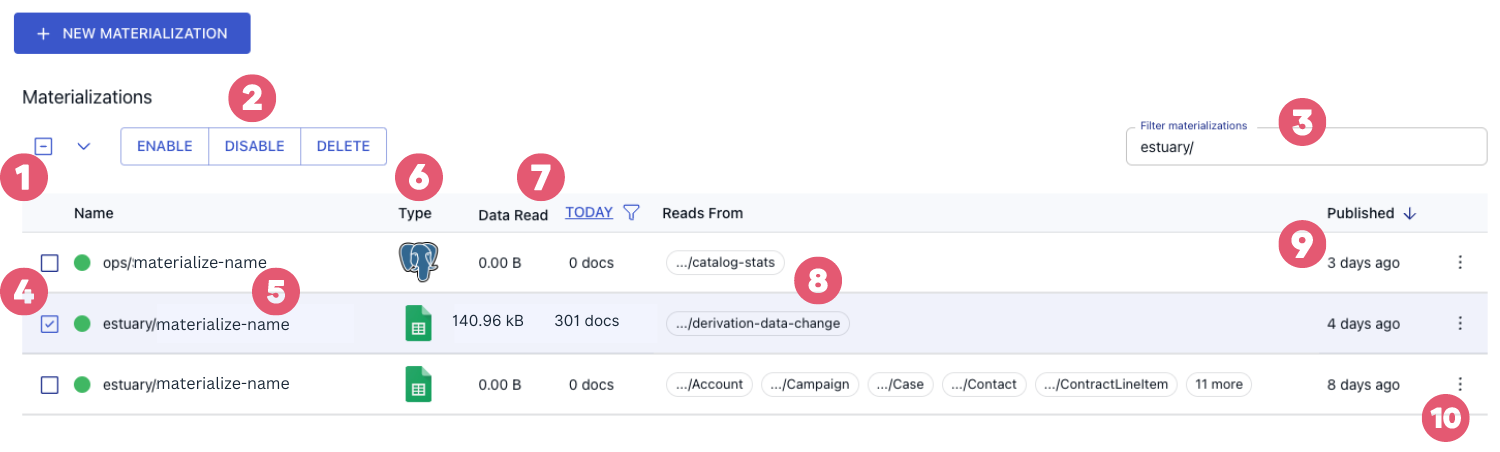 + NEW MATERIALIZATION
Materializations
2
ENABLE DISABLE DELETE
Filter materializations
3
estuary/
1
6
7
Name Type Data Read TODAY Reads From Published
9
ops/materialize-name 0.00 B 0 docs .../catalog-stats 3 days ago
4
5
8
estuary/materialize-name 140.96 kB 301 docs .../derivation-data-change 4 days ago
estuary/materialize-name 0.00 B 0 docs .../Account .../Campaign .../Case .../Contact .../ContractLineItem 11 more 8 days ago
10